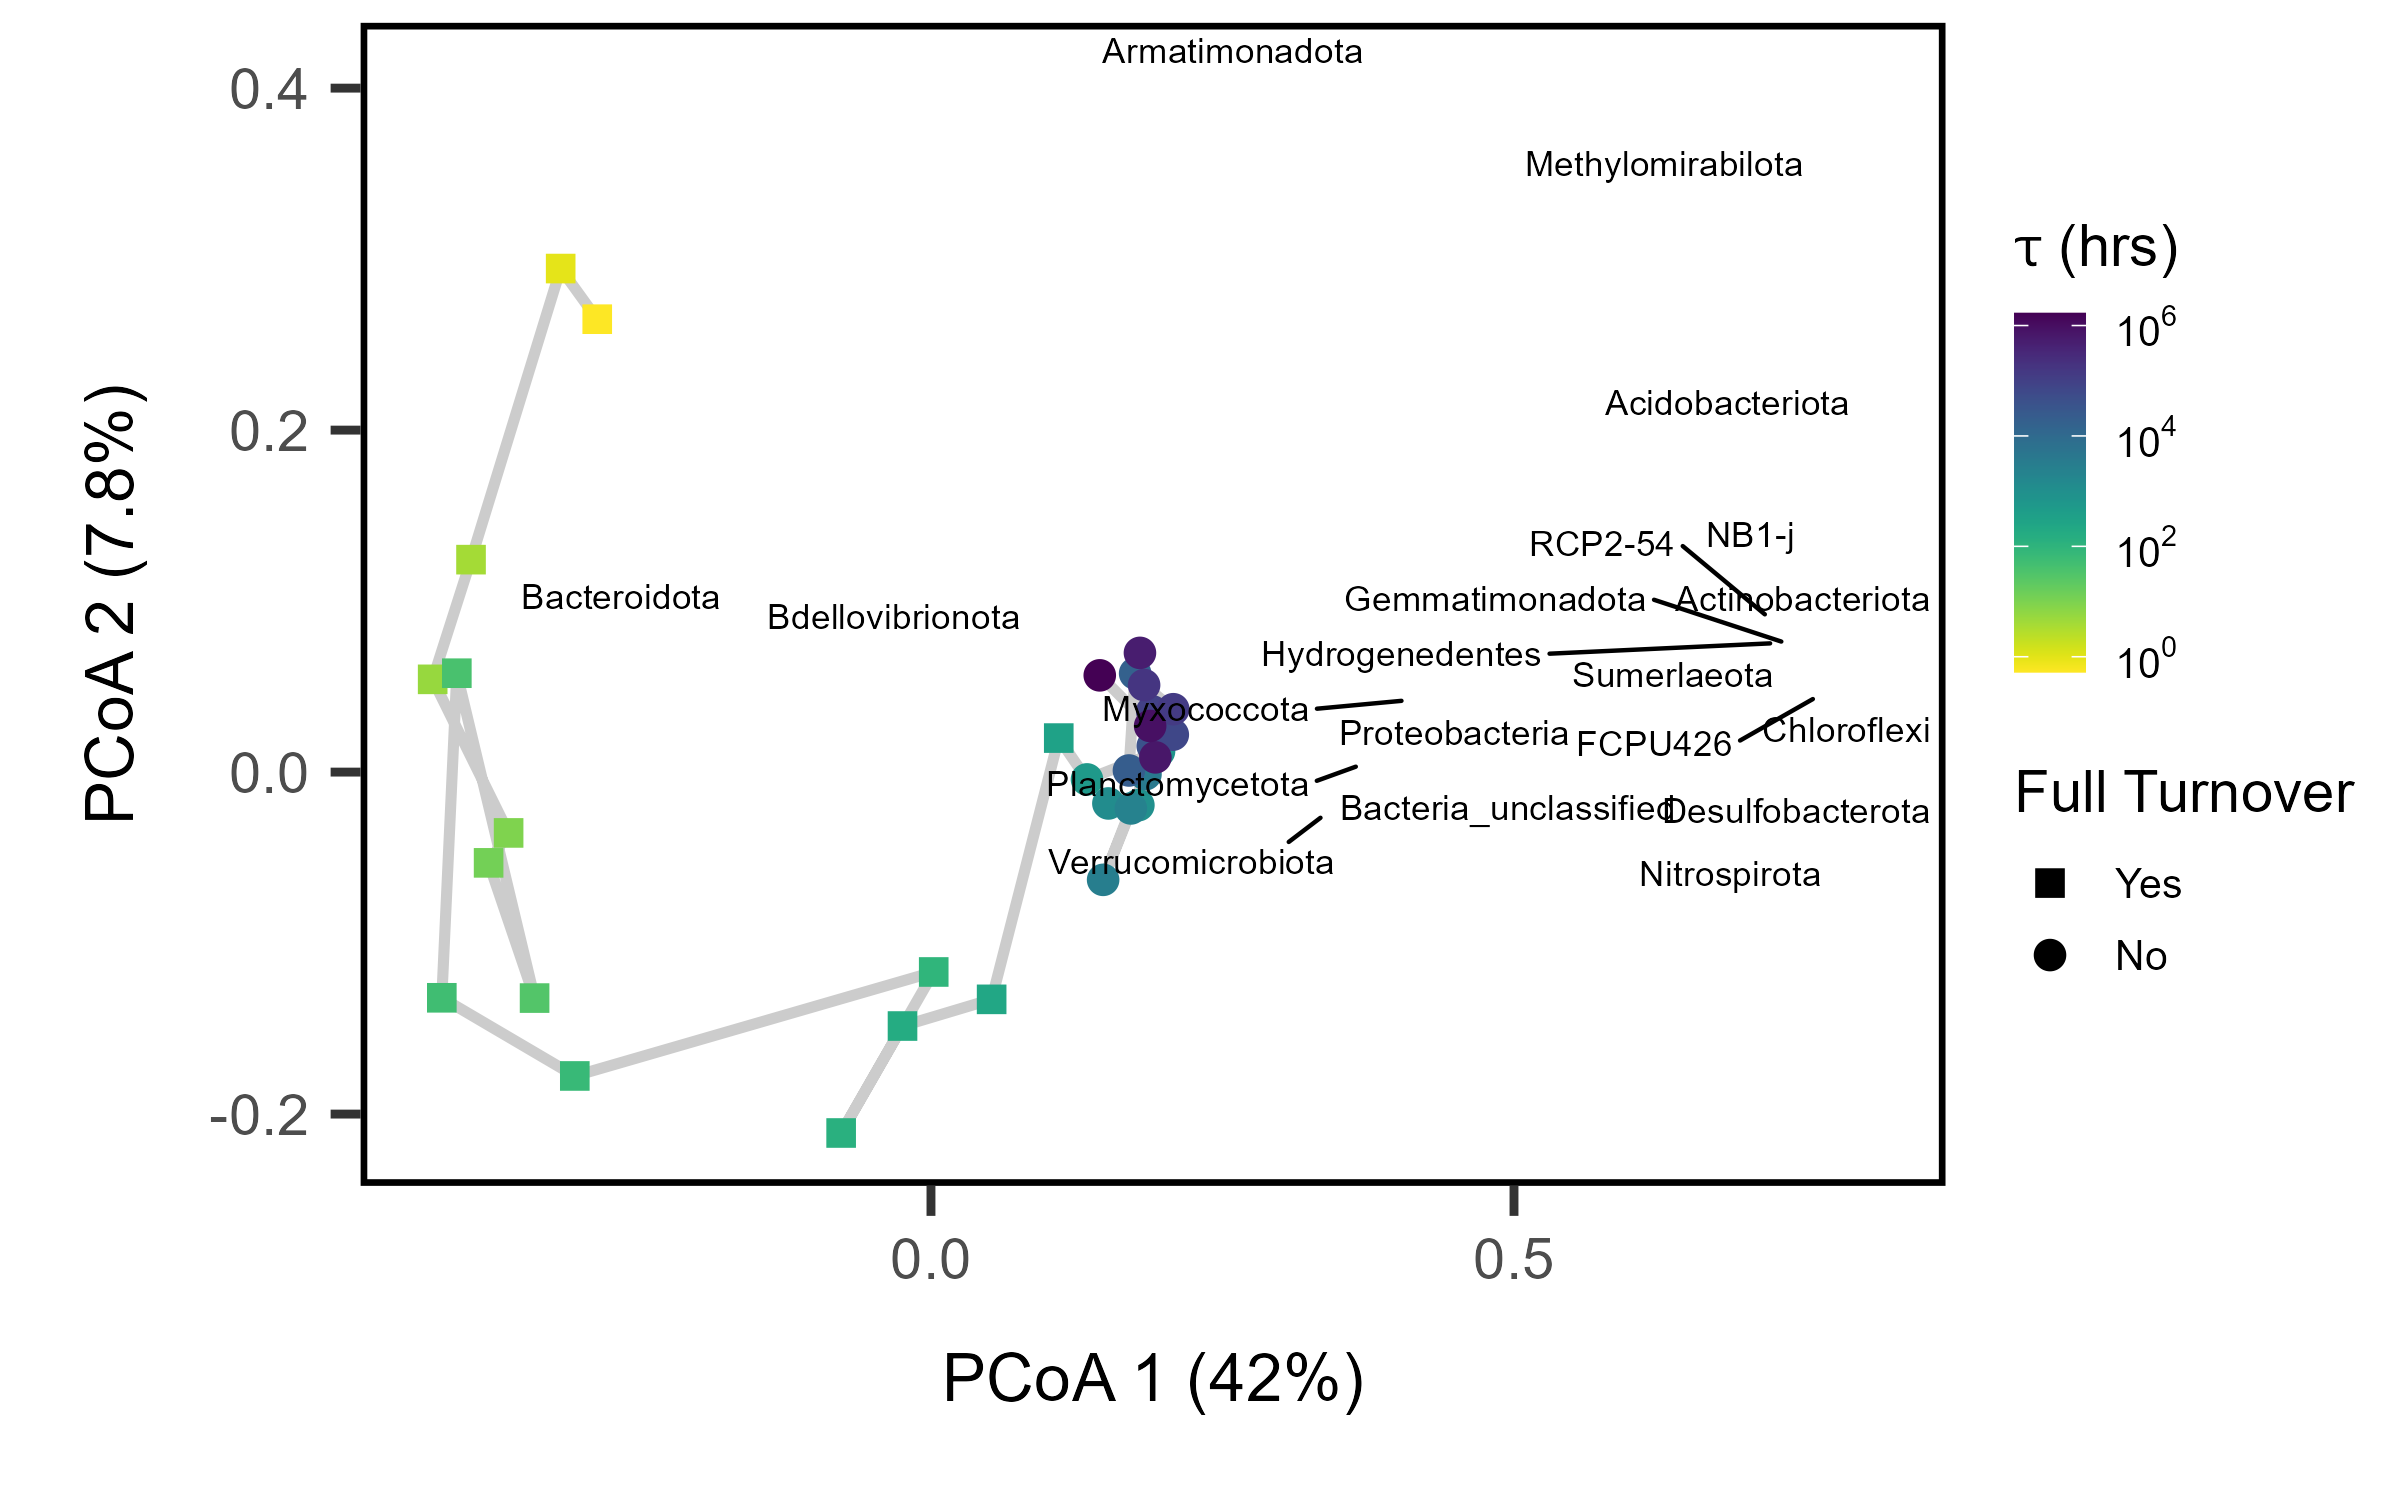 Armatimonadota
0.4
Methylomirabilota
τ (hrs)
10^6
Acidobacteriota
0.2
10^4
RCP2-54
NB1-j
10^2
Bacteroidota
Bdellovibrionota
Gemmatimonadota
Actinobacteriota
PCoA 2 (7.8%)
Hydrogenedentes
10^0
Sumerlaeota
Myxococcota
Proteobacteria
FCPU426
Chloroflexi
0.0
Planctomycetota
Full Turnover
Bacteria_unclassified
Desulfobacterota
Verrucomicrobiota
Nitrospirota
Yes
No
-0.2
0.0
0.5
PCoA 1 (42%)